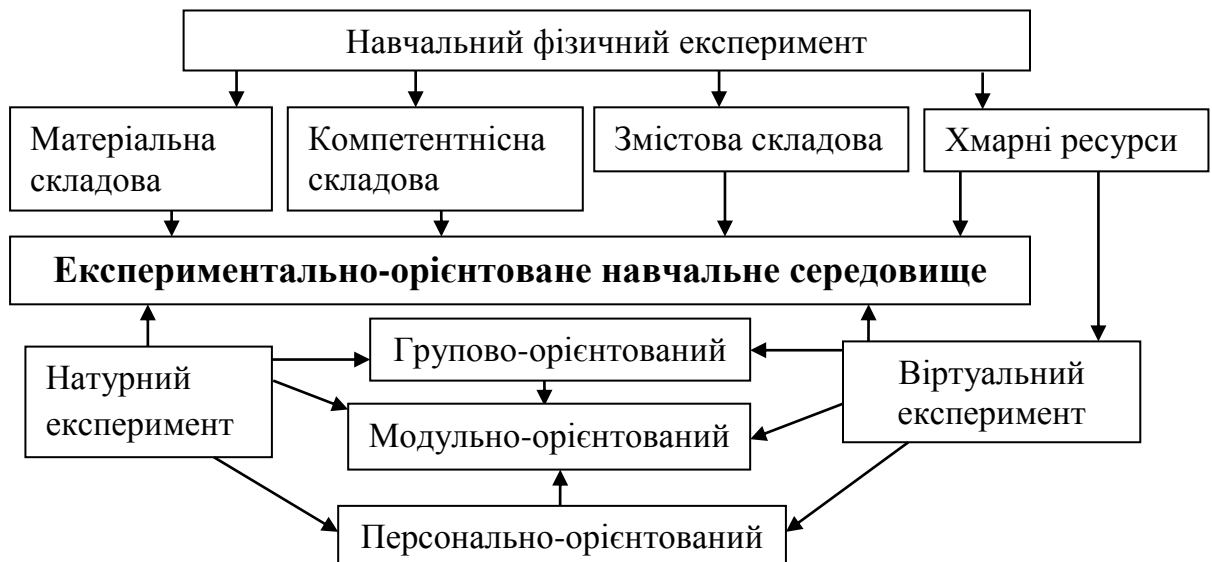 Навчальний фізичний експеримент
Матеріальна
складова
Компетентнісна
складова
Змістова складова
Хмарні ресурси
Експериментально-орієнтоване навчальне середовище
Натурний
експеримент
Групово-орієнтований
Модульно-орієнтований
Персонально-орієнтований
Віртуальний
експеримент